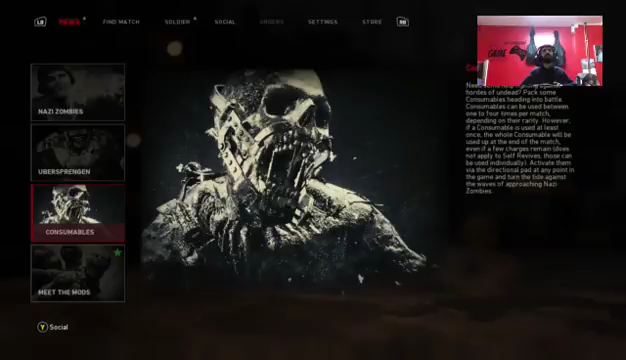 LB
FIND MATCH
SOLDIER
SOCIAL
ORDERS
SETTINGS
STORE
RB
GAME
NAZI ZOMBIES
UBERSPRENGEN
CONSUMABLES
MEET THE MODS
hordes of undead? Pack some
Consumables heading into battle.
Consumables can be used between
one to four times per match,
depending on their rarity. However,
if a Consumable is used at least
once, the whole Consumable will be
used up at the end of the match,
even if a few charges remain (does
not apply to Self Revives, those can
be used individually). Activate them
via the directional pad at any point
in the game and turn the tide against
the waves of approaching Nazi
Zombies.
Y Social